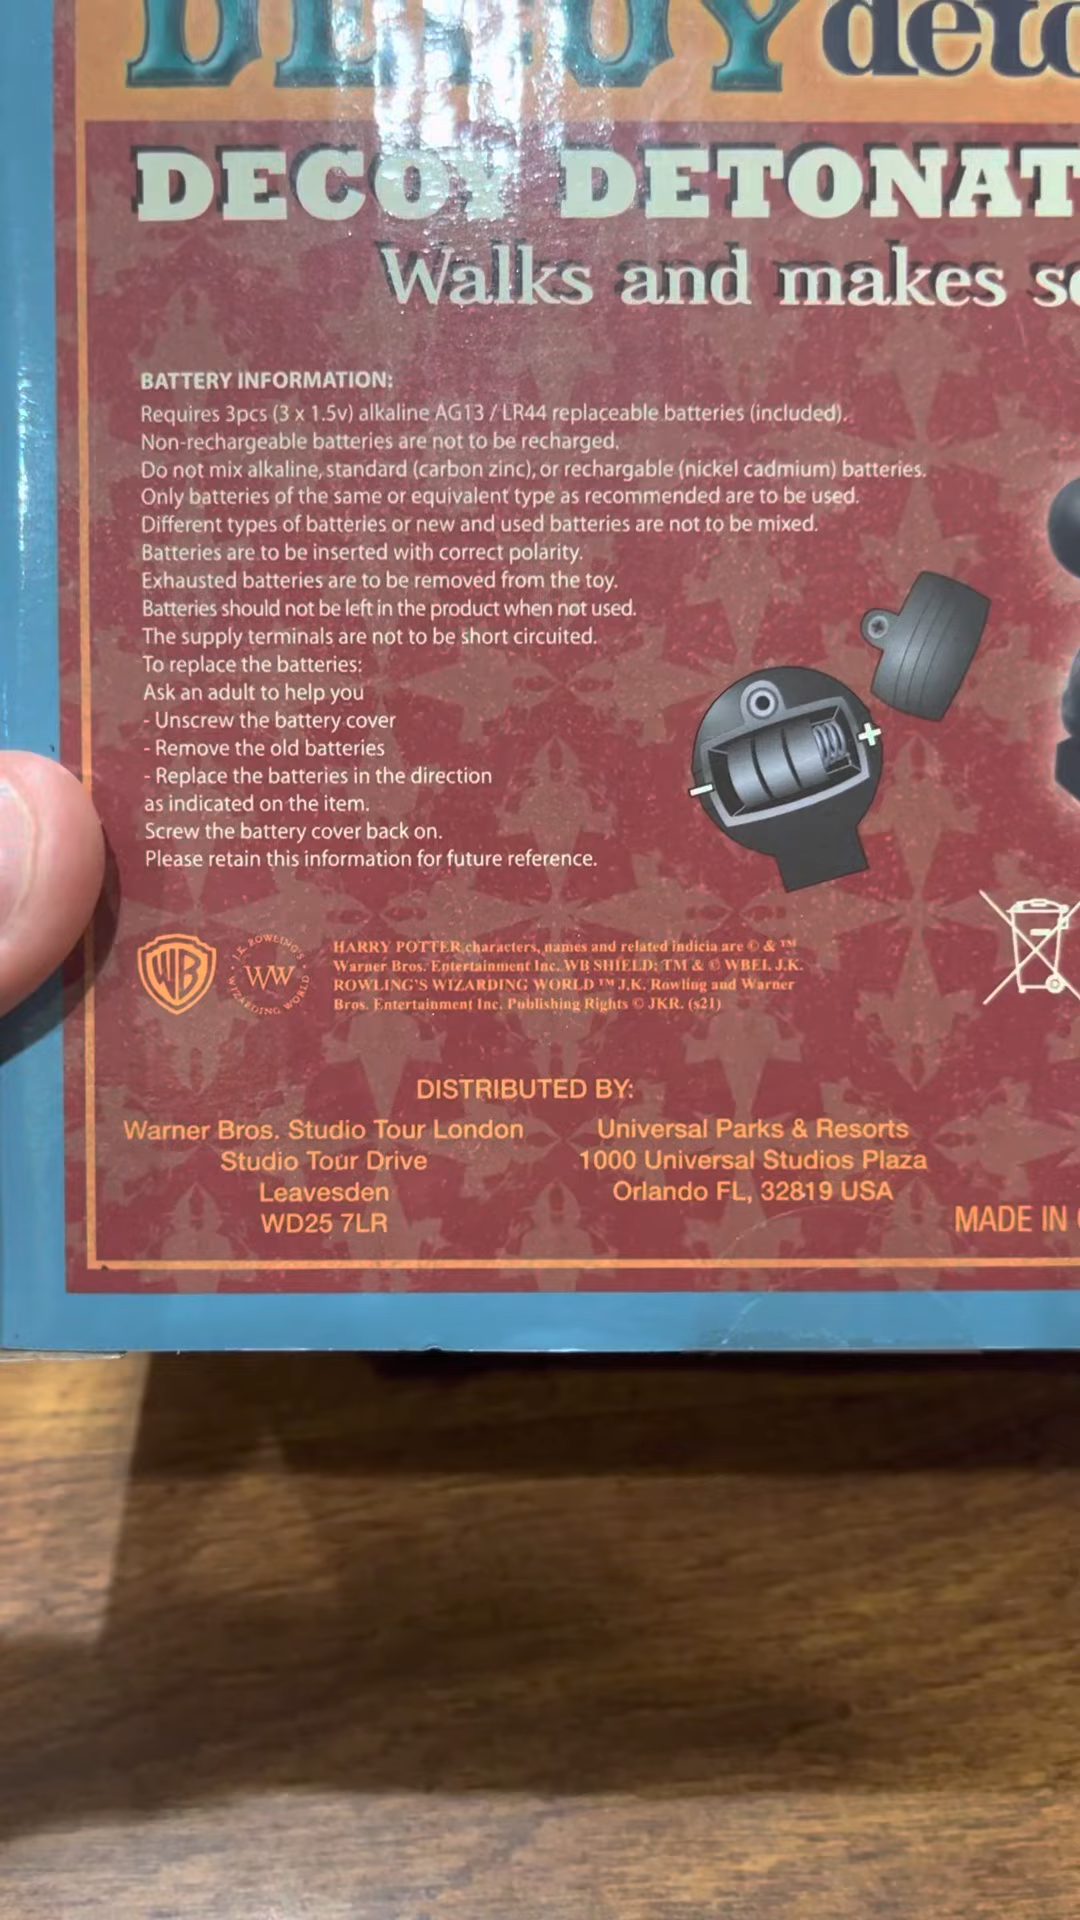 DECOY deto
DECOY DETONAT
Walks and makes
BATTERY INFORMATION:
Requires 3pcs (3 x 1.5v) alkaline AG13 / LR44 replaceable batteries (included).
Non-rechargeable batteries are not to be recharged.
Do not mix alkaline, standard (carbon zinc), or rechargable (nickel cadmium) batteries.
Only batteries of the same or equivalent type as recommended are to be used.
Different types of batteries or new and used batteries are not to be mixed.
Batteries are to be inserted with correct polarity.
Exhausted batteries are to be removed from the toy.
Batteries should not be left in the product when not used.
The supply terminals are not to be short circuited.
To replace the batteries:
Ask an adult to help you
- Unscrew the battery cover
- Remove the old batteries
- Replace the batteries in the direction
as indicated on the item.
Screw the battery cover back on.
Please retain this information for future reference.
+
-
WB
J.K. ROWLING'S
WW
WIZARDING WORLD
HARRY POTTER characters, names and related indicia are © & ™
Warner Bros. Entertainment Inc. WB SHIELD: TM & © WBEI. J.K.
ROWLING'S WIZARDING WORLD ™ J.K. Rowling and Warner
Bros. Entertainment Inc. Publishing Rights © JKR. (s21)
DISTRIBUTED BY:
Warner Bros. Studio Tour London
Studio Tour Drive
Leavesden
WD25 7LR
Universal Parks & Resorts
1000 Universal Studios Plaza
Orlando FL, 32819 USA
MADE IN